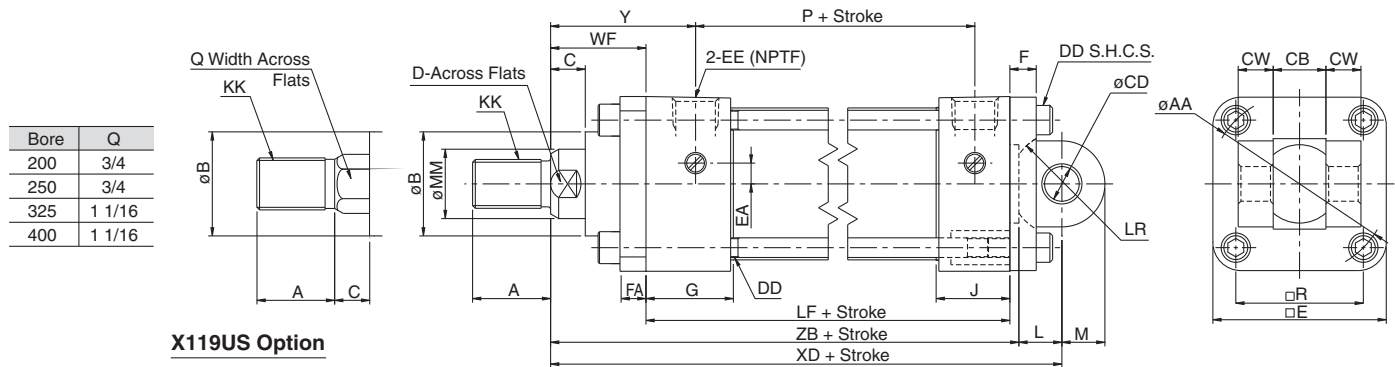 Bore Q
200 3/4
250 3/4
325 1 1/16
400 1 1/16
Q Width Across
Flats
KK
øB
A
C
X119US Option
Y
P + Stroke
WF
C
2-EE (NPTF)
F
DD S.H.C.S.
D-Across Flats
KK
øCD
øB
øMM
EA
LR
A
FA
G
DD
J
LF + Stroke
ZB + Stroke
L
M
XD + Stroke
CW
CB
CW
øAA
□R
□E